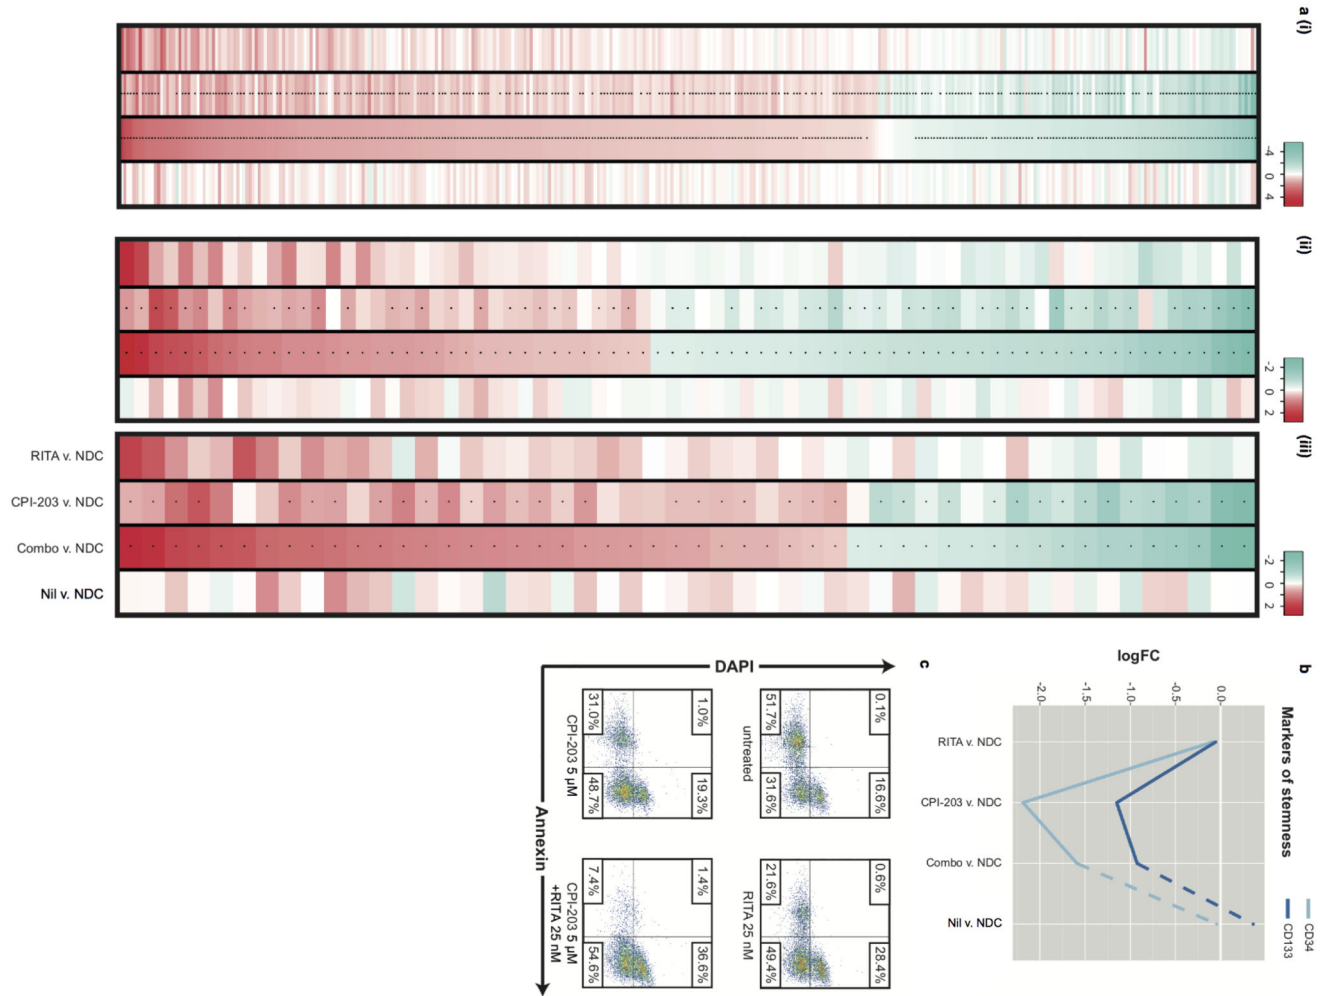 a (i)
-4
0
4
(ii)
-2
0
2
(iii)
-2
0
2
RITA v. NDC
CPI-203 v. NDC
Combo v. NDC
Nil v. NDC
b
Markers of stemness
CD34
CD133
logFC
0.0
-0.5
-1.0
-1.5
-2.0
RITA v. NDC
CPI-203 v. NDC
Combo v. NDC
Nil v. NDC
c
DAPI
Annexin
0.1%
16.6%
51.7%
31.6%
untreated
0.6%
28.4%
21.6%
49.4%
RITA 25 nM
1.0%
19.3%
31.0%
48.7%
CPI-203 5 µM
1.4%
36.6%
7.4%
54.6%
CPI-203 5 µM
+RITA 25 nM